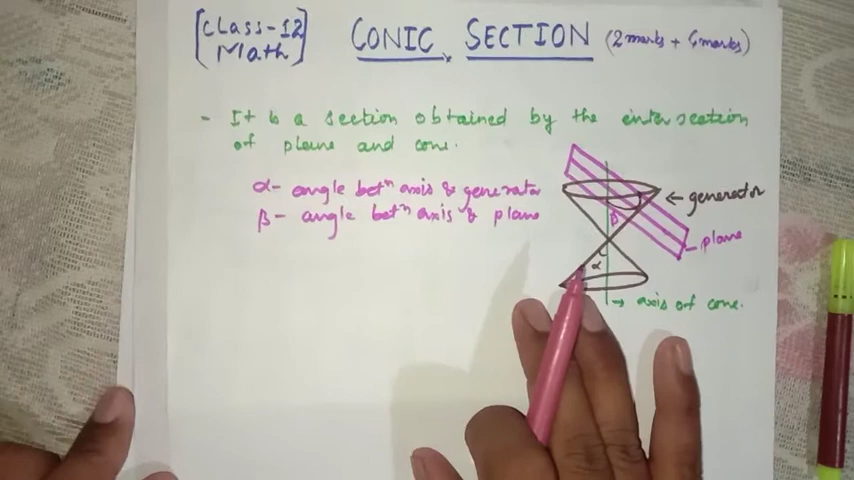 [Class-12 Math]
CONIC SECTION (2 marks + 4 marks)
- It is a section obtained by the intersection
of plane and cone.
α- angle betⁿ axis & generator
β- angle betⁿ axis & plane
← generator
β
plane
α
→ axis of cone.